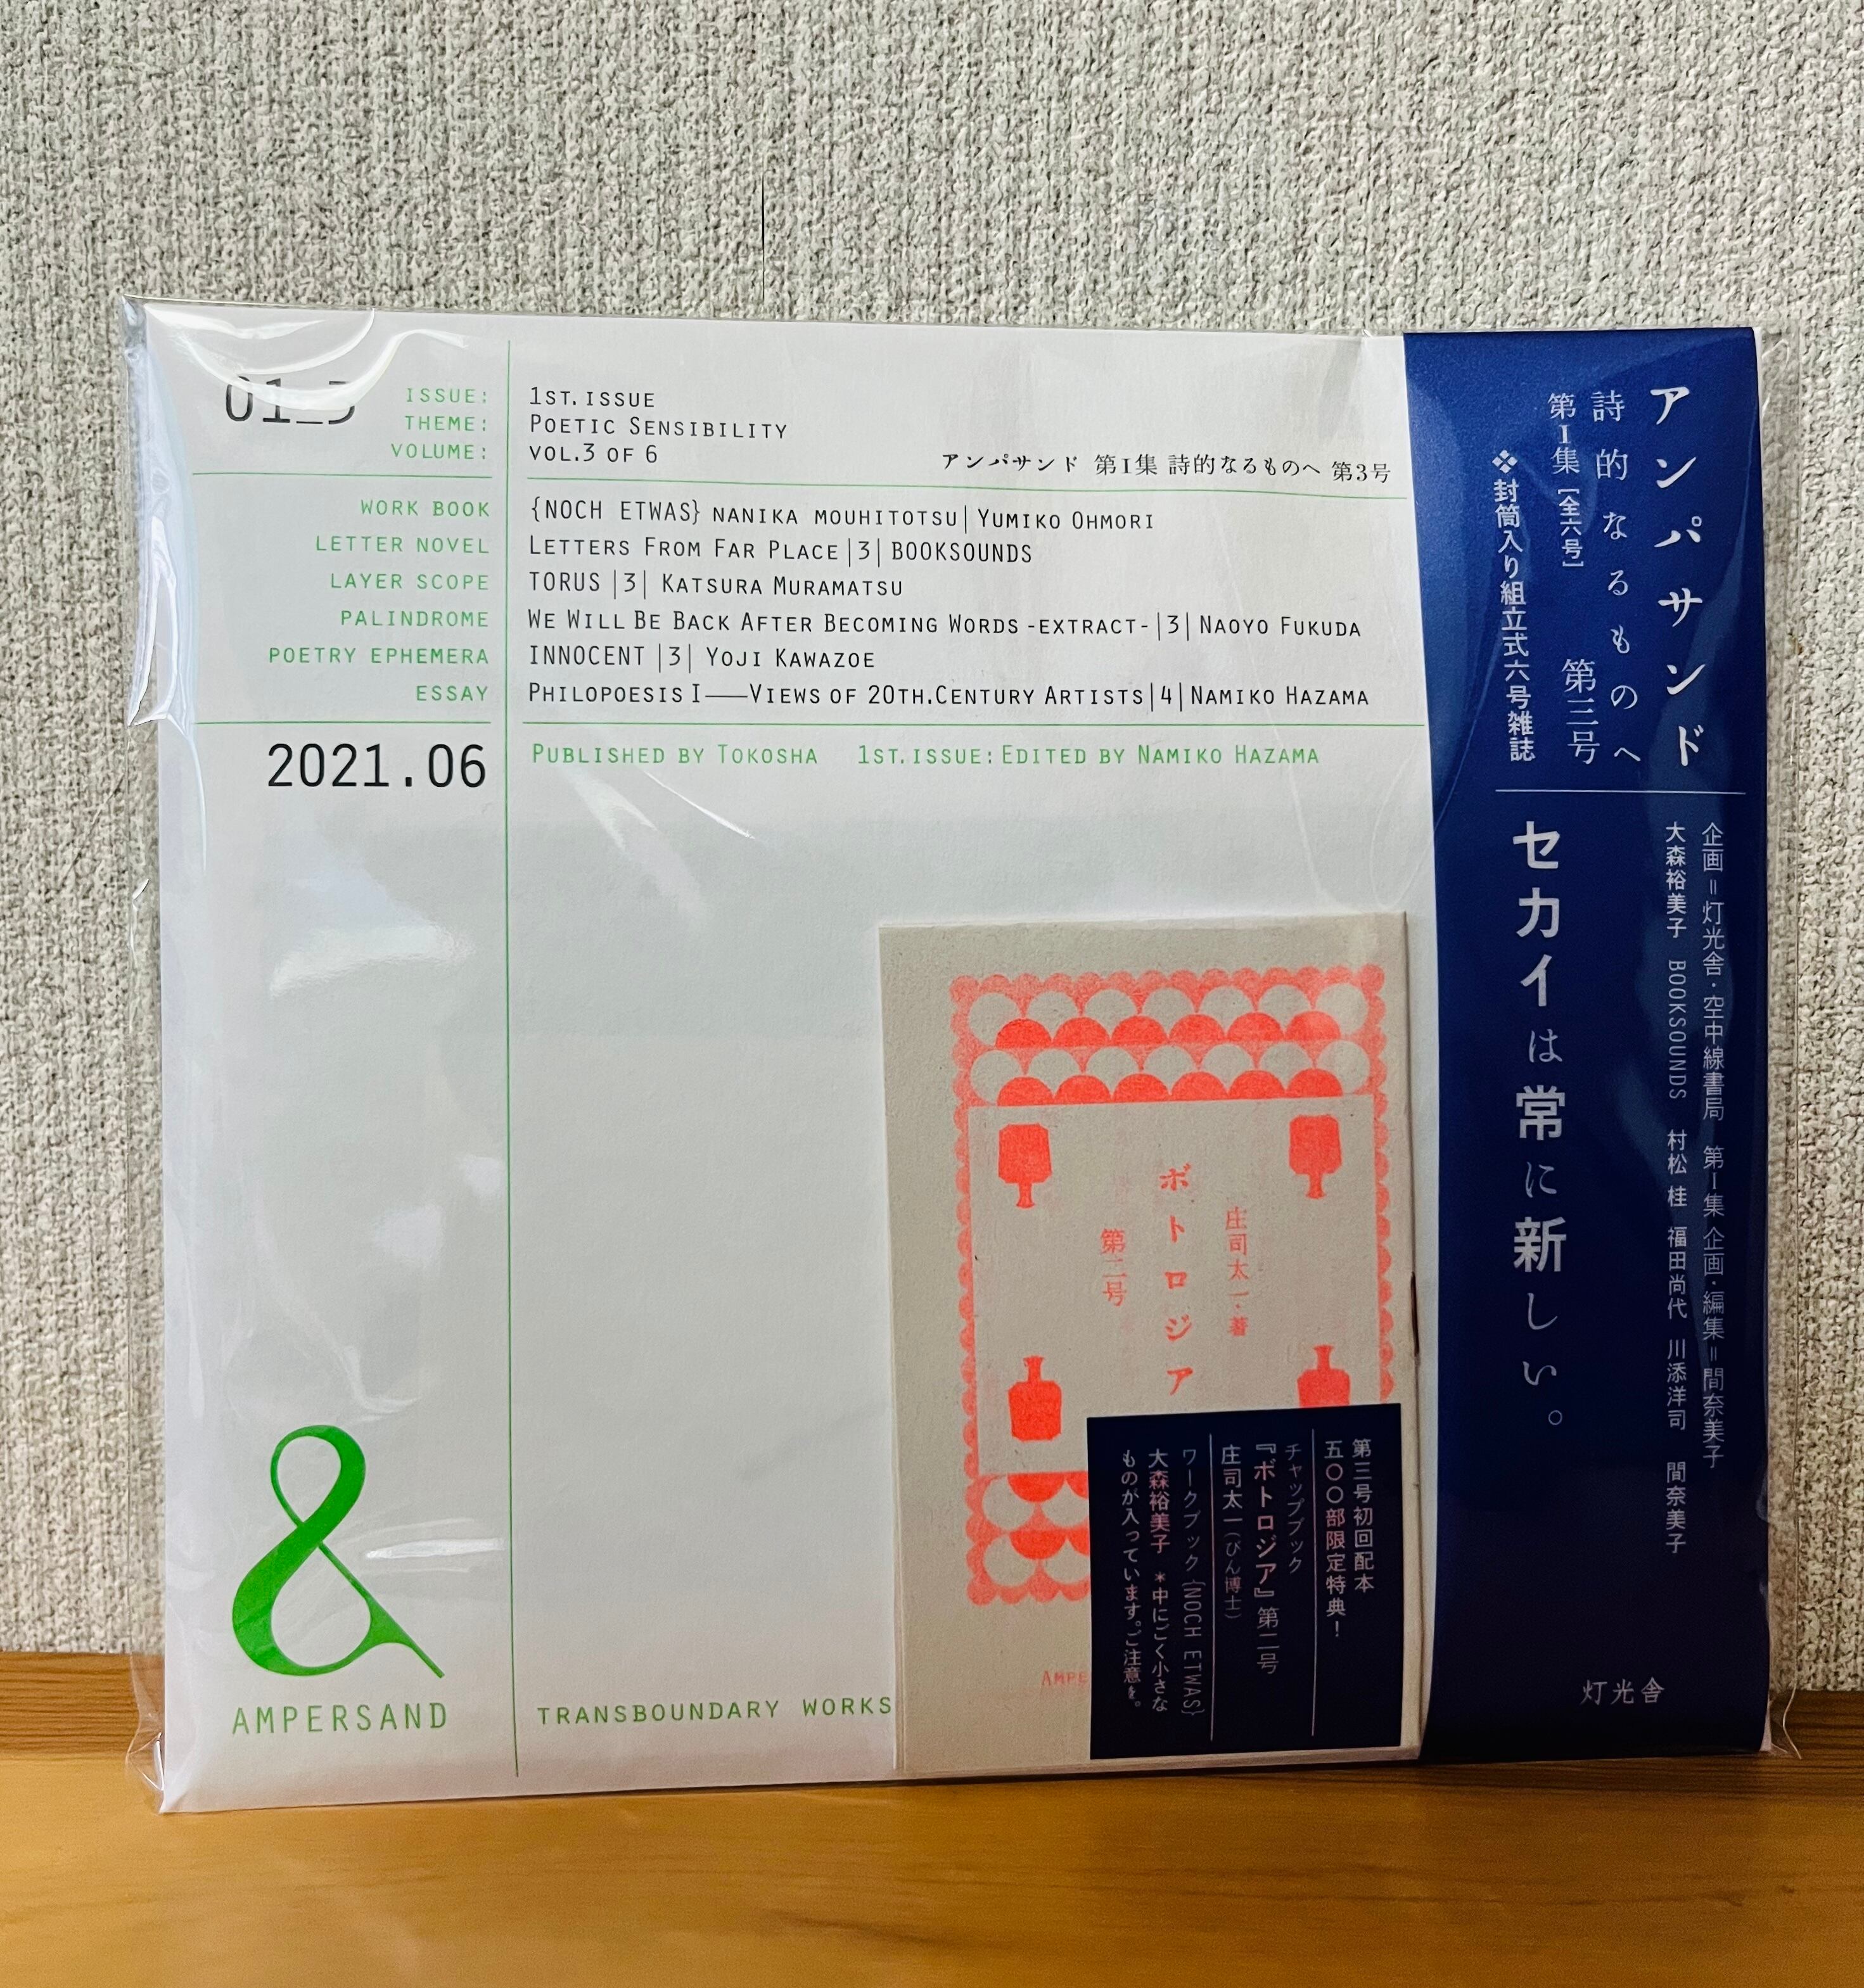 01_3
ISSUE: 1ST. ISSUE
THEME: POETIC SENSIBILITY
VOLUME: VOL.3 OF 6
アンパサンド 第I集 詩的なるものへ 第3号
WORK BOOK {NOCH ETWAS} NANIKA MOUHITOTSU|YUMIKO OHMORI
LETTER NOVEL LETTERS FROM FAR PLACE|3|BOOKSOUNDS
LAYER SCOPE TORUS |3| KATSURA MURAMATSU
PALINDROME WE WILL BE BACK AFTER BECOMING WORDS -EXTRACT-|3|NAOYO FUKUDA
POETRY EPHEMERA INNOCENT |3| YOJI KAWAZOE
ESSAY PHILOPOESIS I——VIEWS OF 20TH.CENTURY ARTISTS|4|NAMIKO HAZAMA
2021.06
PUBLISHED BY TOKOSHA 1ST. ISSUE: EDITED BY NAMIKO HAZAMA
&
AMPERSAND
TRANSBOUNDARY WORKS
庄司太一・著
ボトロジア
第二号
AMPE
第三号初回配本
五〇〇部限定特典！
チャップブック
『ボトロジア』第二号
庄司太一（びん博士）
ワークブック{NOCH ETWAS}
大森裕美子 ＊中にごく小さな
ものが入っています。ご注意を。
アンパサンド
詩的なるものへ
第I集［全六号］ 第三号
❖封筒入り組立式六号雑誌
企画＝灯光舎・空中線書局 第I集 企画・編集＝間奈美子
大森裕美子 BOOKSOUNDS 村松 桂 福田尚代 川添洋司 間奈美子
セカイは常に新しい。
灯光舎